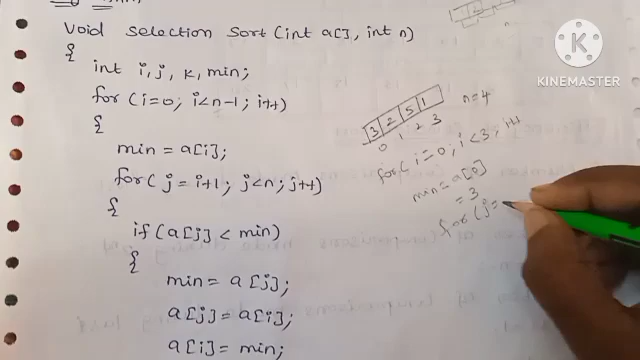 void selection sort (int a[], int n)
{
int i, j, k, min;
for (i=0; i<n-1; i++)
{
min = a[i];
for (j = i+1; j<n; j++)
{
if (a[j] < min)
{
min = a[j];
a[j] = a[i];
a[i] = min;
3 2 5 1 n=4
0 1 2 3
for (i=0; i<3; i++
min = a[0]
= 3
for (j=
KINEMASTER